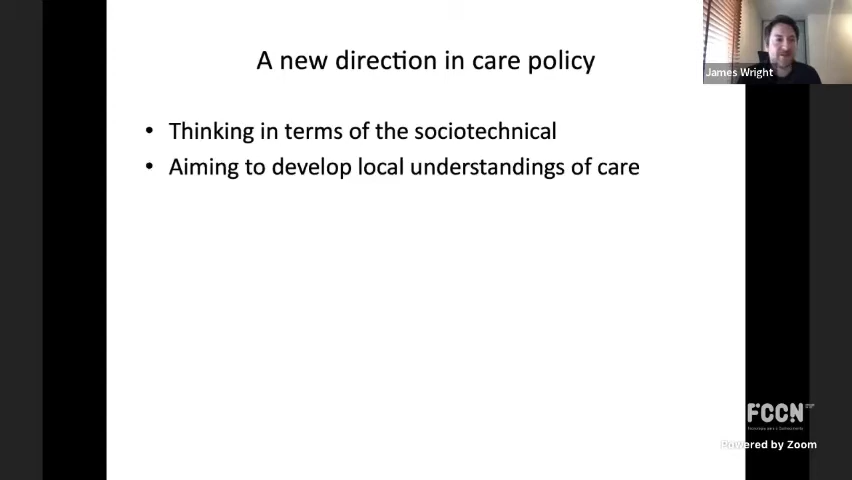 A new direction in care policy
James Wright
• Thinking in terms of the sociotechnical
• Aiming to develop local understandings of care
FCCN
Powered by Zoom